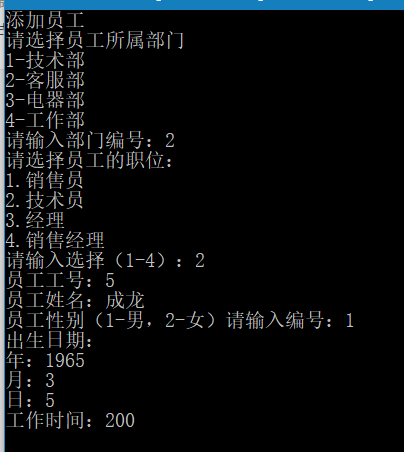 添加员工
请选择员工所属部门
1-技术部
2-客服部
3-电器部
4-工作部
请输入部门编号：2
请选择员工的职位：
1.销售员
2.技术员
3.经理
4.销售经理
请输入选择（1-4）：2
员工工号：5
员工姓名：成龙
员工性别（1-男，2-女）请输入编号：1
出生日期：
年：1965
月：3
日：5
工作时间：200